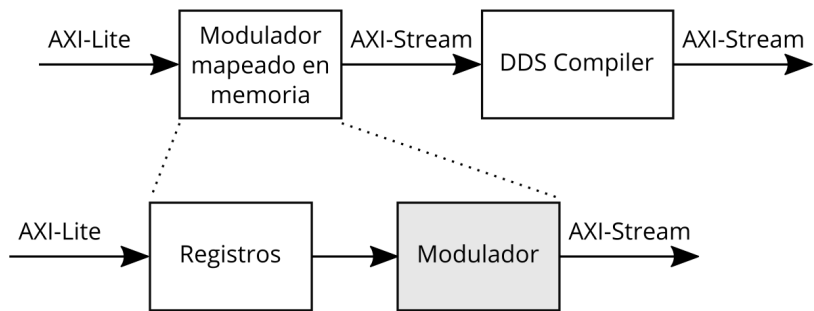 AXI-Lite
Modulador
mapeado en
memoria
AXI-Stream
DDS Compiler
AXI-Stream
AXI-Lite
Registros
Modulador
AXI-Stream